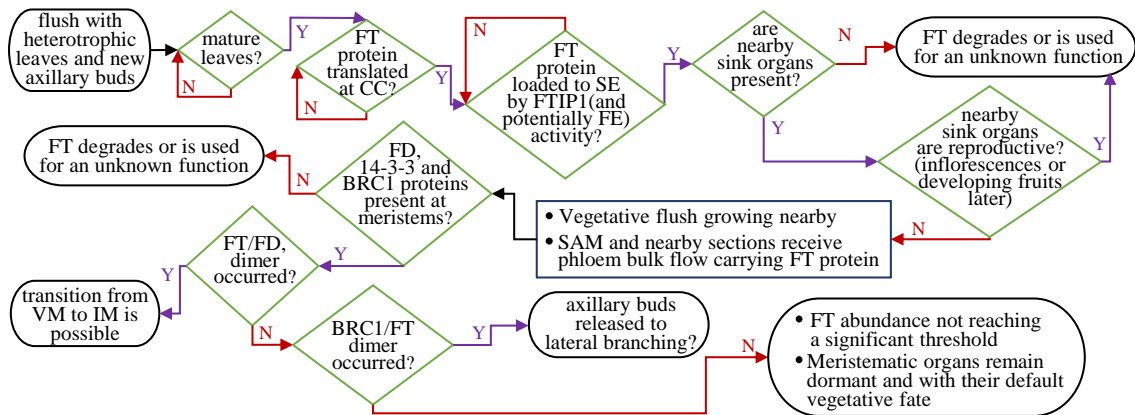 flush with
heterotrophic
leaves and new
axillary buds
mature
leaves?
Y
N
FT
protein
translated
at CC?
Y
N
FT
protein
loaded to SE
by FTIP1(and
potentially FE)
activity?
N
Y
are
nearby
sink organs
present?
N
Y
FT degrades or is used
for an unknown function
nearby
sink organs
are reproductive?
(inflorescences or
developing fruits
later)
Y
N
• Vegetative flush growing nearby
• SAM and nearby sections receive
phloem bulk flow carrying FT protein
FD,
14-3-3 and
BRC1 proteins
present at
meristems?
N
Y
FT degrades or is used
for an unknown function
FT/FD,
dimer
occurred?
Y
N
transition from
VM to IM is
possible
BRC1/FT
dimer
occurred?
Y
N
axillary buds
released to
lateral branching?
• FT abundance not reaching
a significant threshold
• Meristematic organs remain
dormant and with their default
vegetative fate